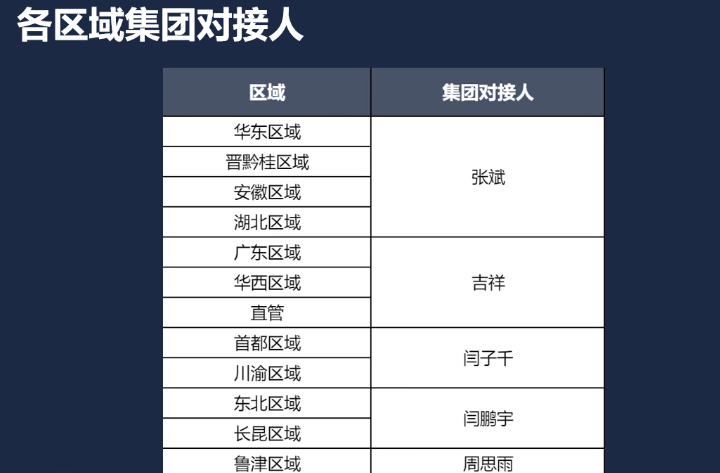 各区域集团对接人
区域 集团对接人
华东区域
晋黔桂区域
张斌
安徽区域
湖北区域
广东区域
华西区域 吉祥
直管
首都区域
闫子千
川渝区域
东北区域
闫鹏宇
长昆区域
鲁津区域 周思雨